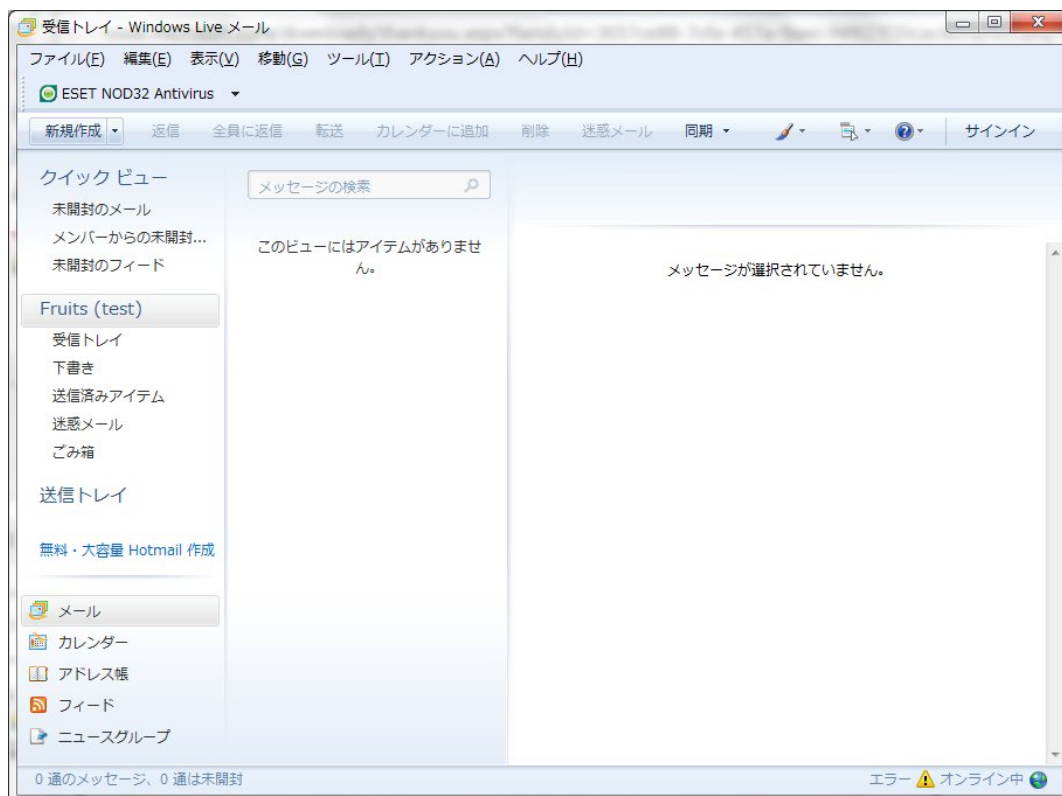 受信トレイ - Windows Live メール
ファイル(F) 編集(E) 表示(V) 移動(G) ツール(T) アクション(A) ヘルプ(H)
ESET NOD32 Antivirus
新規作成 返信 全員に返信 転送 カレンダーに追加 削除 迷惑メール 同期 サインイン
クイック ビュー
未開封のメール
メンバーからの未開封...
未開封のフィード
Fruits (test)
受信トレイ
下書き
送信済みアイテム
迷惑メール
ごみ箱
送信トレイ
無料・大容量 Hotmail 作成
メール
カレンダー
アドレス帳
フィード
ニュースグループ
メッセージの検索
このビューにはアイテムがありませ
ん。
メッセージが選択されていません。
0 通のメッセージ、0 通は未開封
エラー オンライン中